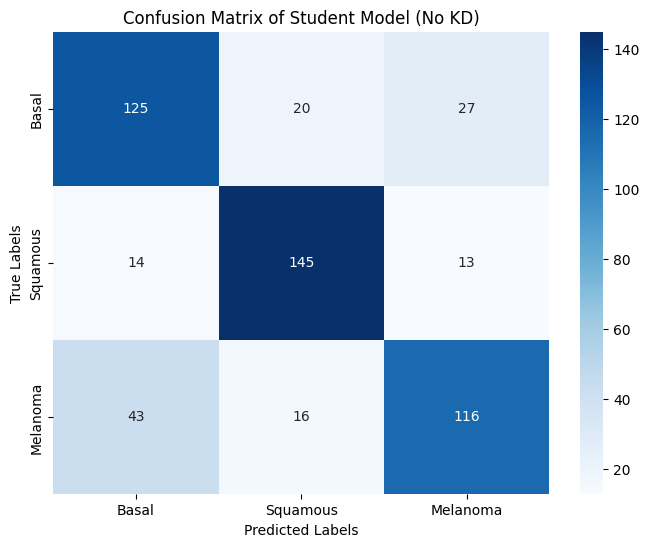 Confusion Matrix of Student Model (No KD)
True Labels
Basal
Squamous
Melanoma
125 20 27
14 145 13
43 16 116
Basal Squamous Melanoma
Predicted Labels
140
120
100
80
60
40
20